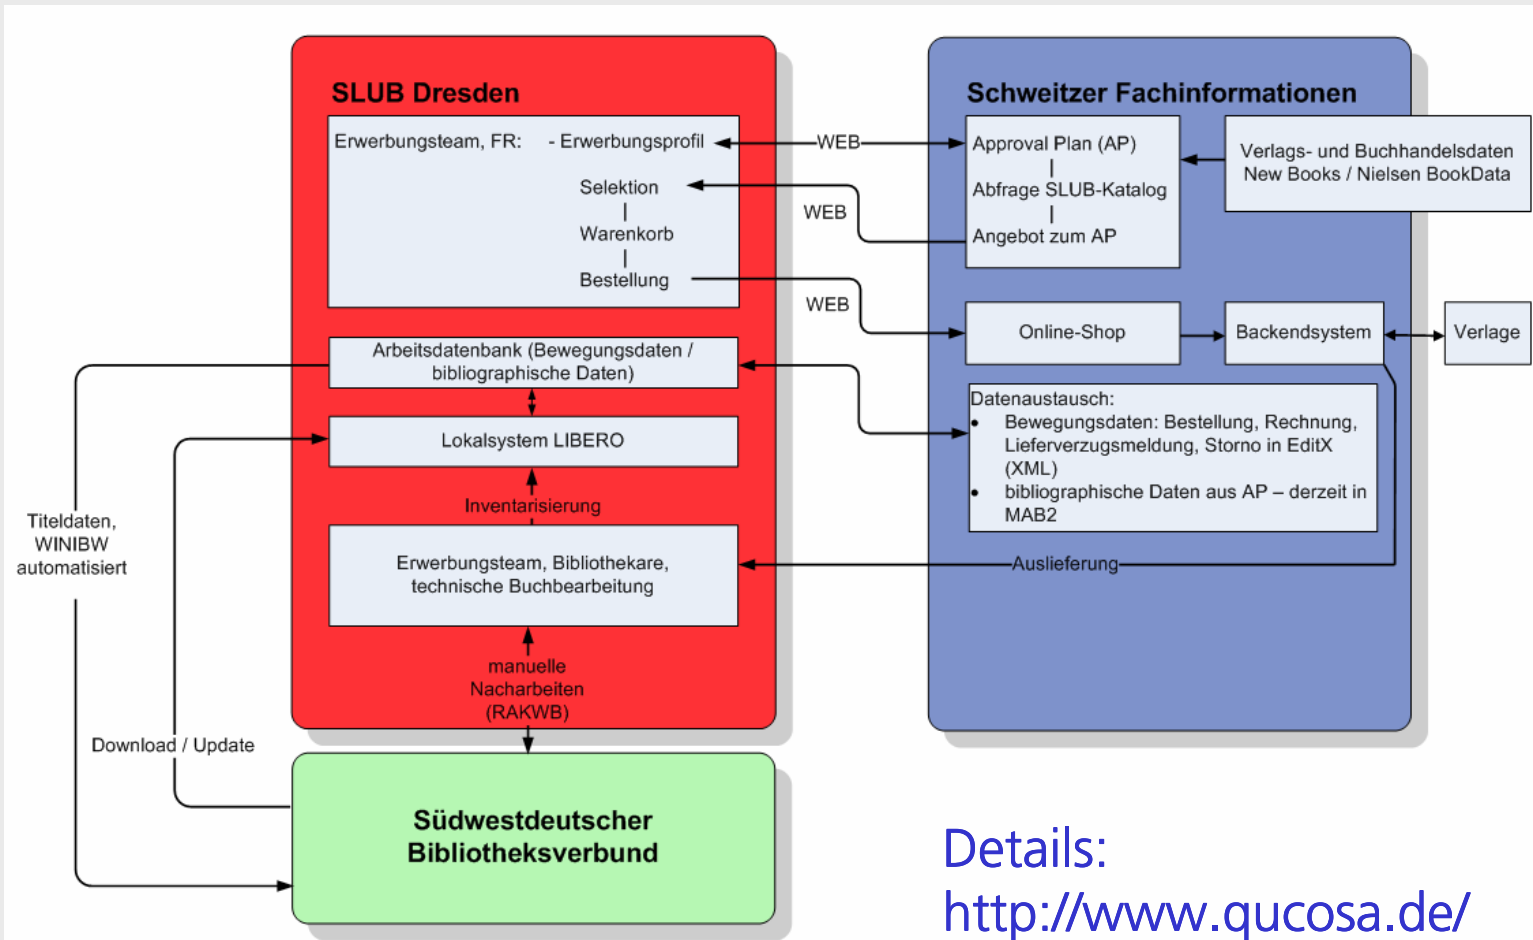 SLUB Dresden
Erwerbungsteam, FR: - Erwerbungsprofil
Selektion
|
Warenkorb
|
Bestellung
WEB
WEB
WEB
Schweitzer Fachinformationen
Approval Plan (AP)
|
Abfrage SLUB-Katalog
|
Angebot zum AP
Verlags- und Buchhandelsdaten
New Books / Nielsen BookData
Online-Shop
Backendsystem
Verlage
Arbeitsdatenbank (Bewegungsdaten /
bibliographische Daten)
Lokalsystem LIBERO
Inventarisierung
Erwerbungsteam, Bibliothekare,
technische Buchbearbeitung
manuelle
Nacharbeiten
(RAKWB)
Datenaustausch:
• Bewegungsdaten: Bestellung, Rechnung,
Lieferverzugsmeldung, Storno in EditX
(XML)
• bibliographische Daten aus AP – derzeit in
MAB2
Auslieferung
Titeldaten,
WINIBW
automatisiert
Download / Update
Südwestdeutscher
Bibliotheksverbund
Details:
http://www.qucosa.de/